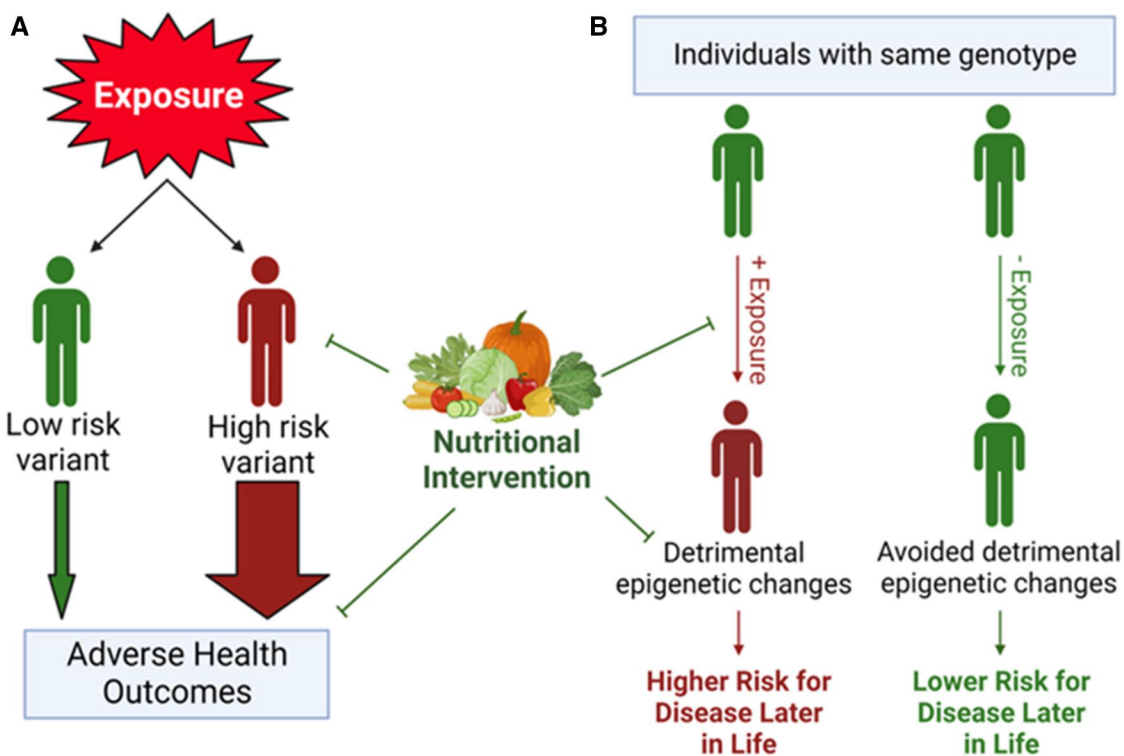 A
Exposure
Low risk
variant
High risk
variant
Adverse Health
Outcomes
Nutritional
Intervention
B
Individuals with same genotype
+ Exposure
- Exposure
Detrimental
epigenetic changes
Avoided detrimental
epigenetic changes
Higher Risk for
Disease Later
in Life
Lower Risk for
Disease Later
in Life